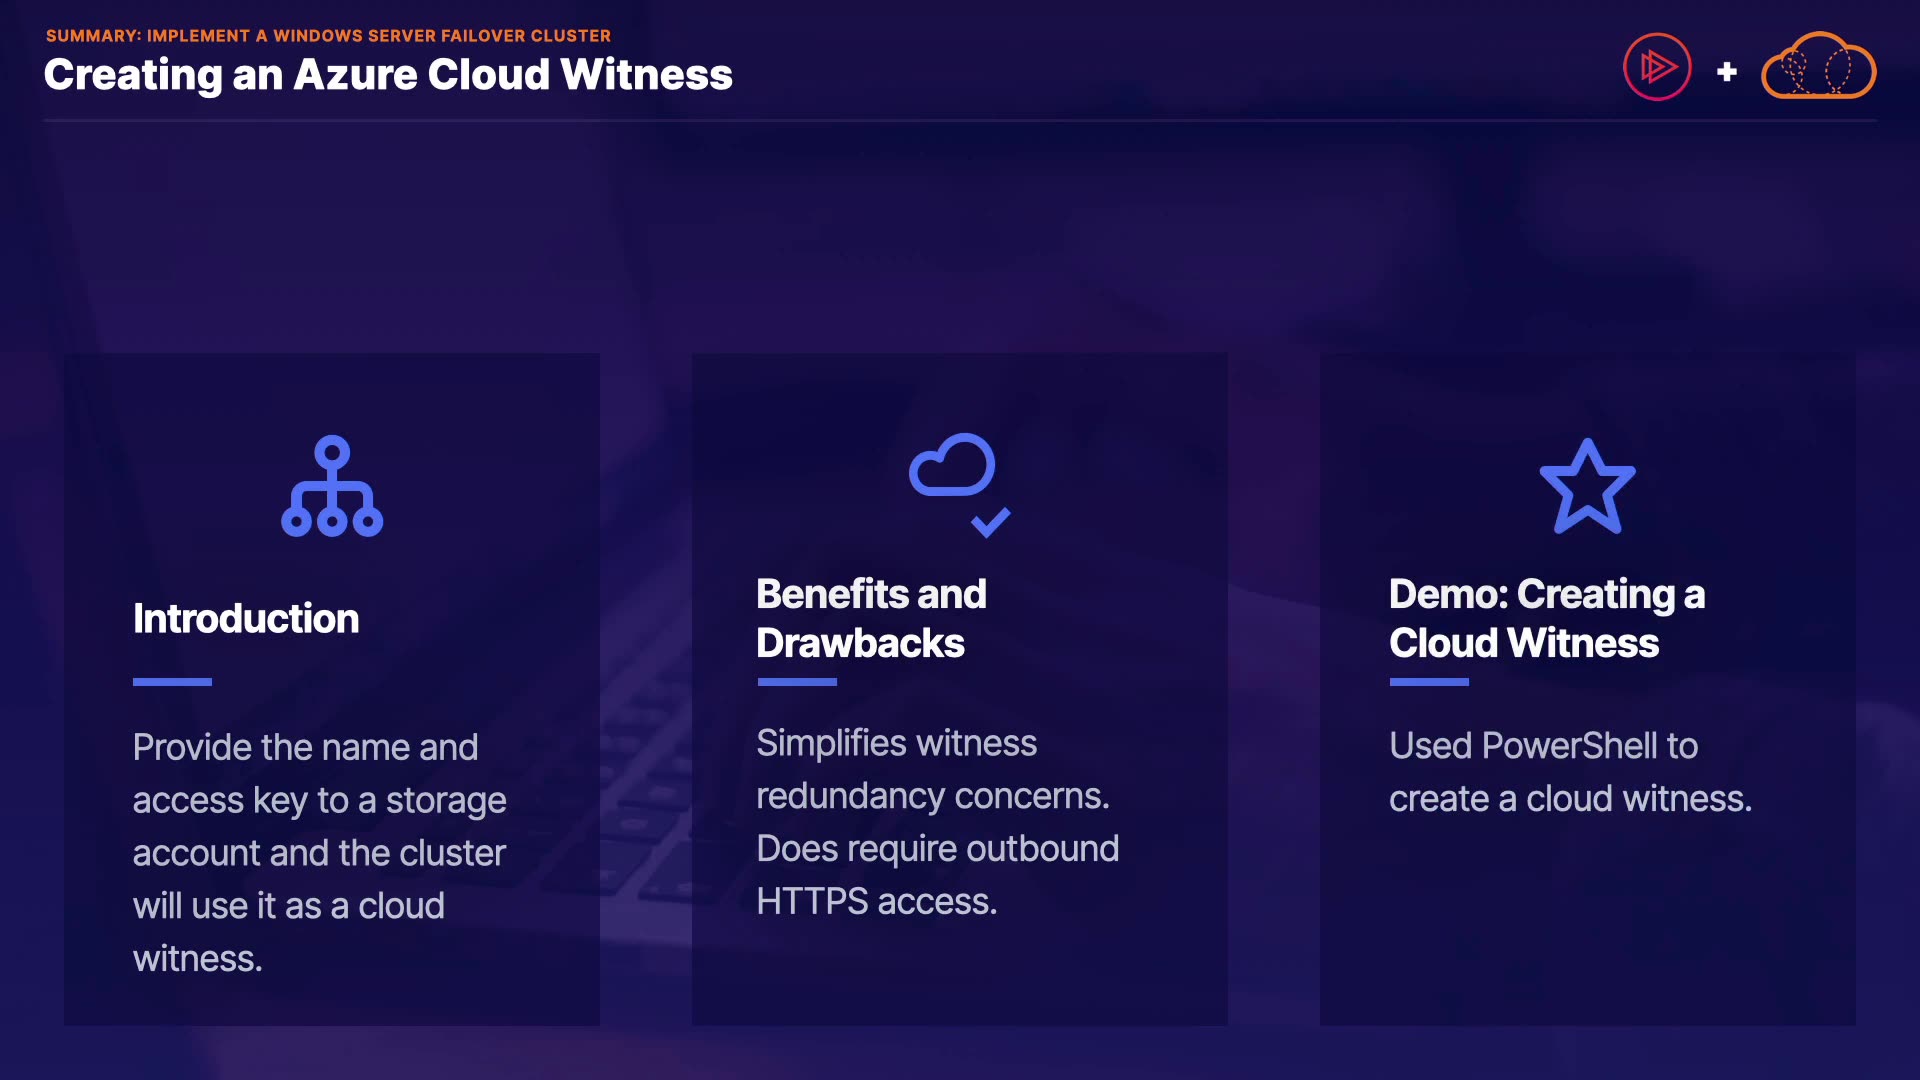 SUMMARY: IMPLEMENT A WINDOWS SERVER FAILOVER CLUSTER
Creating an Azure Cloud Witness
Introduction
Provide the name and
access key to a storage
account and the cluster
will use it as a cloud
witness.
Benefits and
Drawbacks
Simplifies witness
redundancy concerns.
Does require outbound
HTTPS access.
Demo: Creating a
Cloud Witness
Used PowerShell to
create a cloud witness.